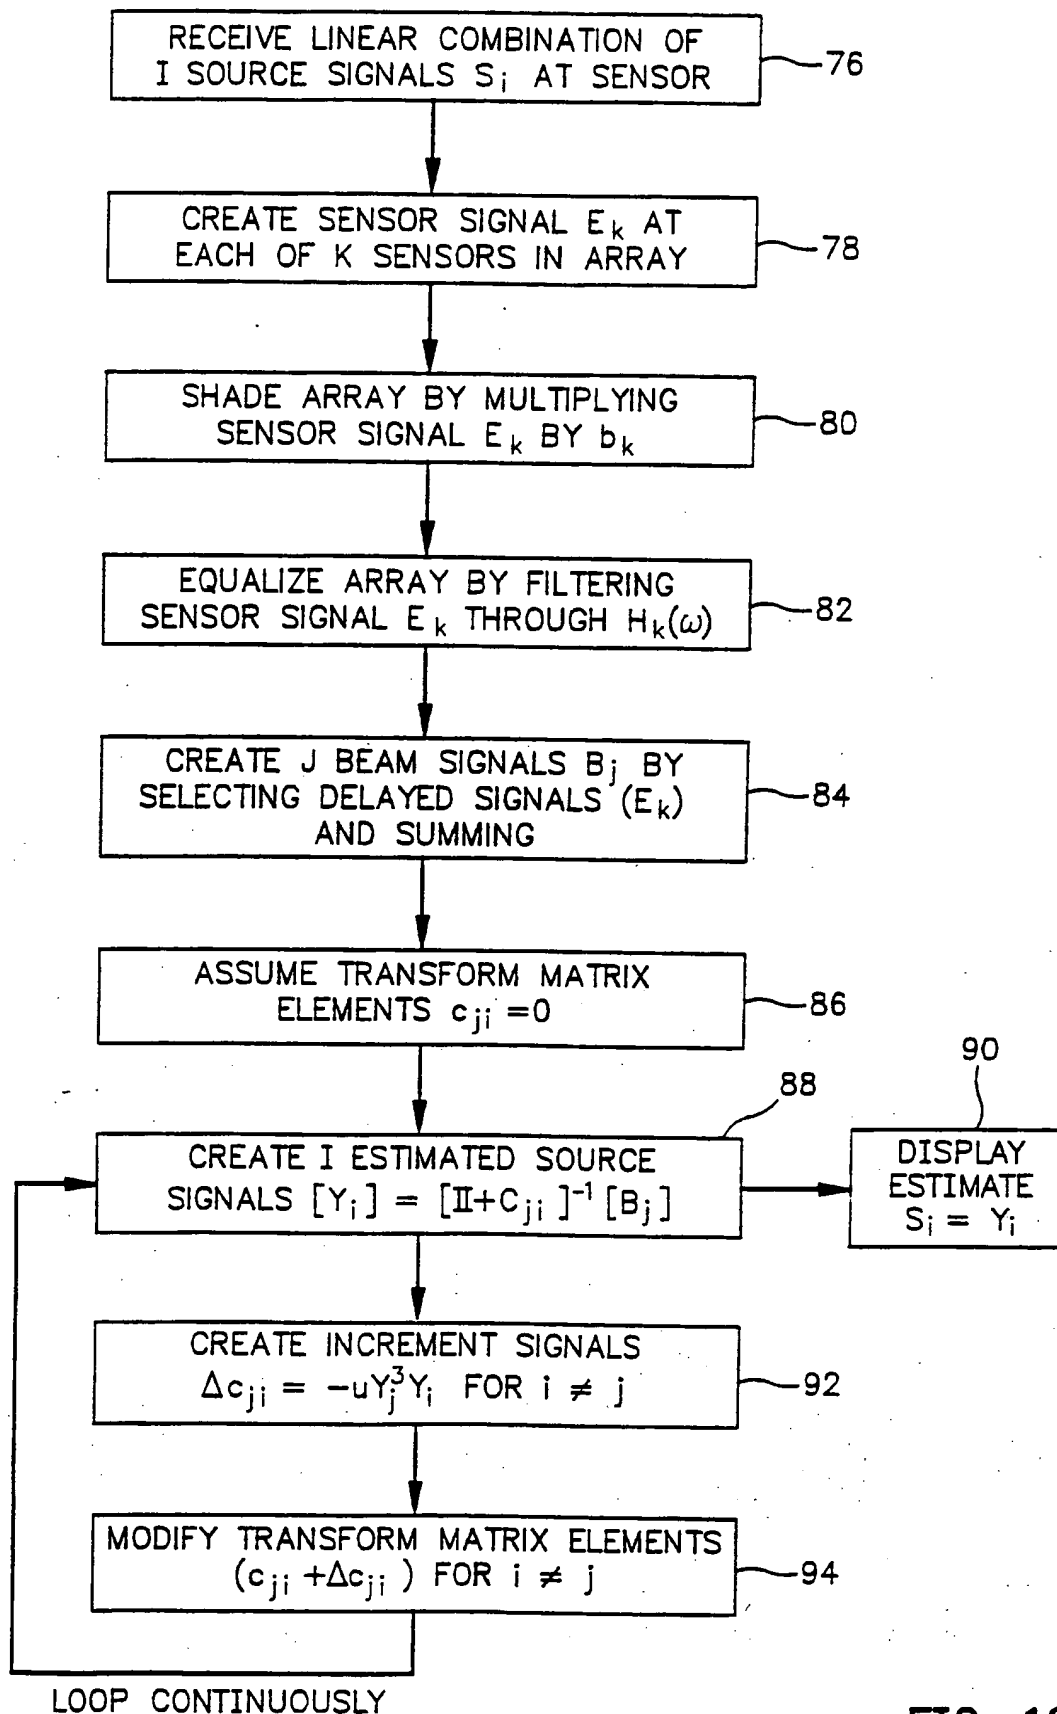 RECEIVE LINEAR COMBINATION OF
I SOURCE SIGNALS Si AT SENSOR
76
CREATE SENSOR SIGNAL Ek AT
EACH OF K SENSORS IN ARRAY
78
SHADE ARRAY BY MULTIPLYING
SENSOR SIGNAL Ek BY bk
80
EQUALIZE ARRAY BY FILTERING
SENSOR SIGNAL Ek THROUGH Hk(ω)
82
CREATE J BEAM SIGNALS Bj BY
SELECTING DELAYED SIGNALS (Ek)
AND SUMMING
84
ASSUME TRANSFORM MATRIX
ELEMENTS cji =0
86
88
CREATE I ESTIMATED SOURCE
SIGNALS [Yi] = [II+Cji]⁻¹ [Bj]
90
DISPLAY
ESTIMATE
Si = Yi
CREATE INCREMENT SIGNALS
Δcji = -uYj³Yi FOR i ≠ j
92
MODIFY TRANSFORM MATRIX ELEMENTS
(cji +Δcji ) FOR i ≠ j
94
LOOP CONTINUOUSLY